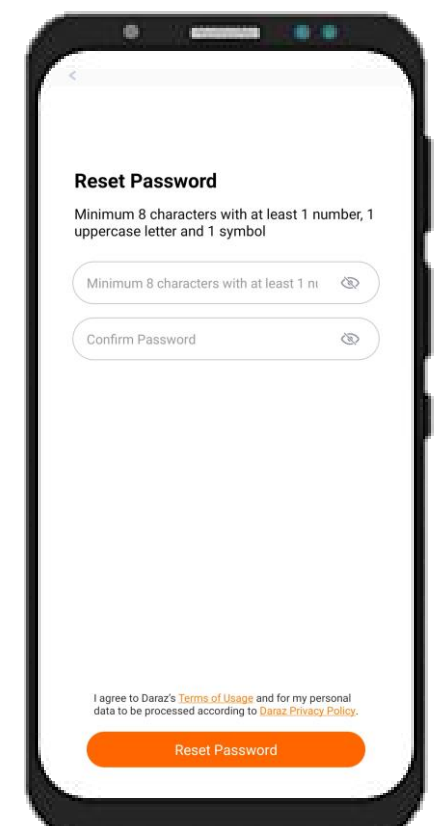 Reset Password
Minimum 8 characters with at least 1 number, 1
uppercase letter and 1 symbol
Minimum 8 characters with at least 1 nu
Confirm Password
I agree to Daraz's Terms of Usage and for my personal
data to be processed according to Daraz Privacy Policy.
Reset Password